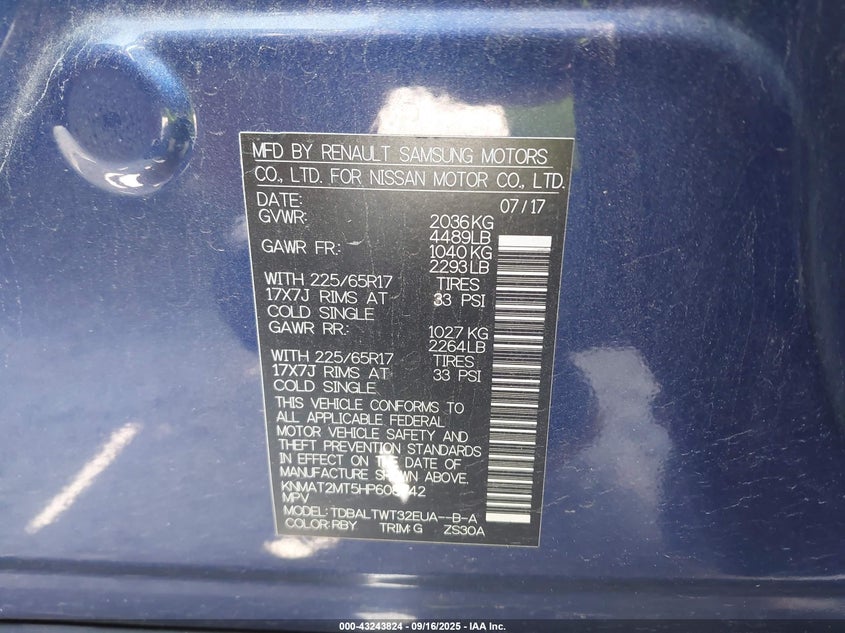 MFD BY RENAULT SAMSUNG MOTORS
CO., LTD. FOR NISSAN MOTOR CO., LTD.
DATE: 07/17
GVWR: 2036KG
4489LB
GAWR FR: 1040 KG
2293LB
WITH 225/65R17 TIRES
17X7J RIMS AT 33 PSI
COLD SINGLE
GAWR RR: 1027 KG
2264LB
WITH 225/65R17 TIRES
17X7J RIMS AT 33 PSI
COLD SINGLE
THIS VEHICLE CONFORMS TO
ALL APPLICABLE FEDERAL
MOTOR VEHICLE SAFETY AND
THEFT PREVENTION STANDARDS
IN EFFECT ON THE DATE OF
MANUFACTURE SHOWN ABOVE.
MPV
MODEL: TDBALTWT32EUA--B-A
COLOR:RBY TRIM:G ZS30A
000-43243824 - 09/16/2025 - IAA Inc.